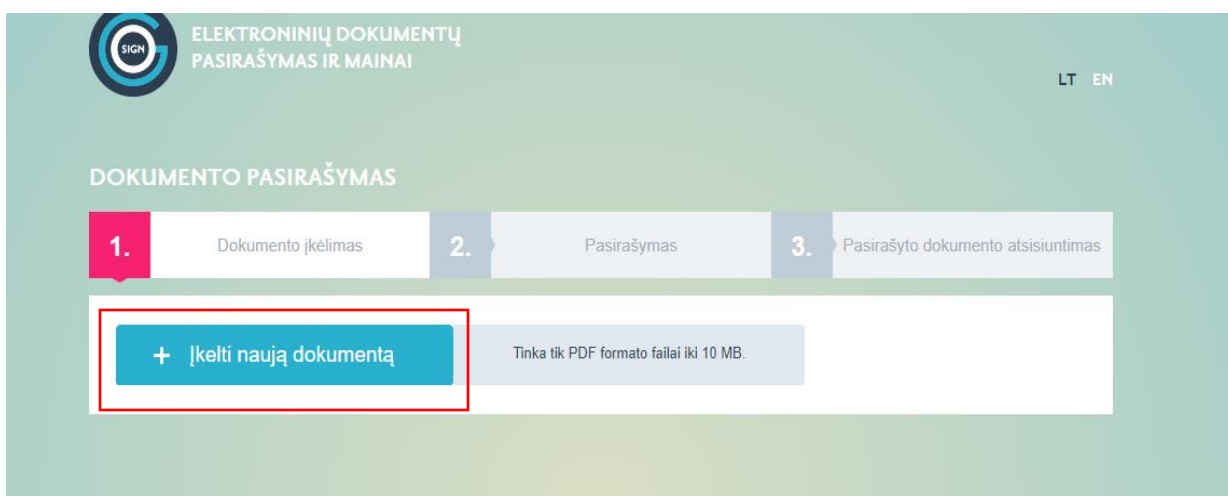 SIGN
ELEKTRONINIŲ DOKUMENTŲ
PASIRAŠYMAS IR MAINAI
LT EN
DOKUMENTO PASIRAŠYMAS
1. Dokumento įkėlimas 2. Pasirašymas 3. Pasirašyto dokumento atsisiuntimas
+ Įkelti naują dokumentą Tinka tik PDF formato failai iki 10 MB.